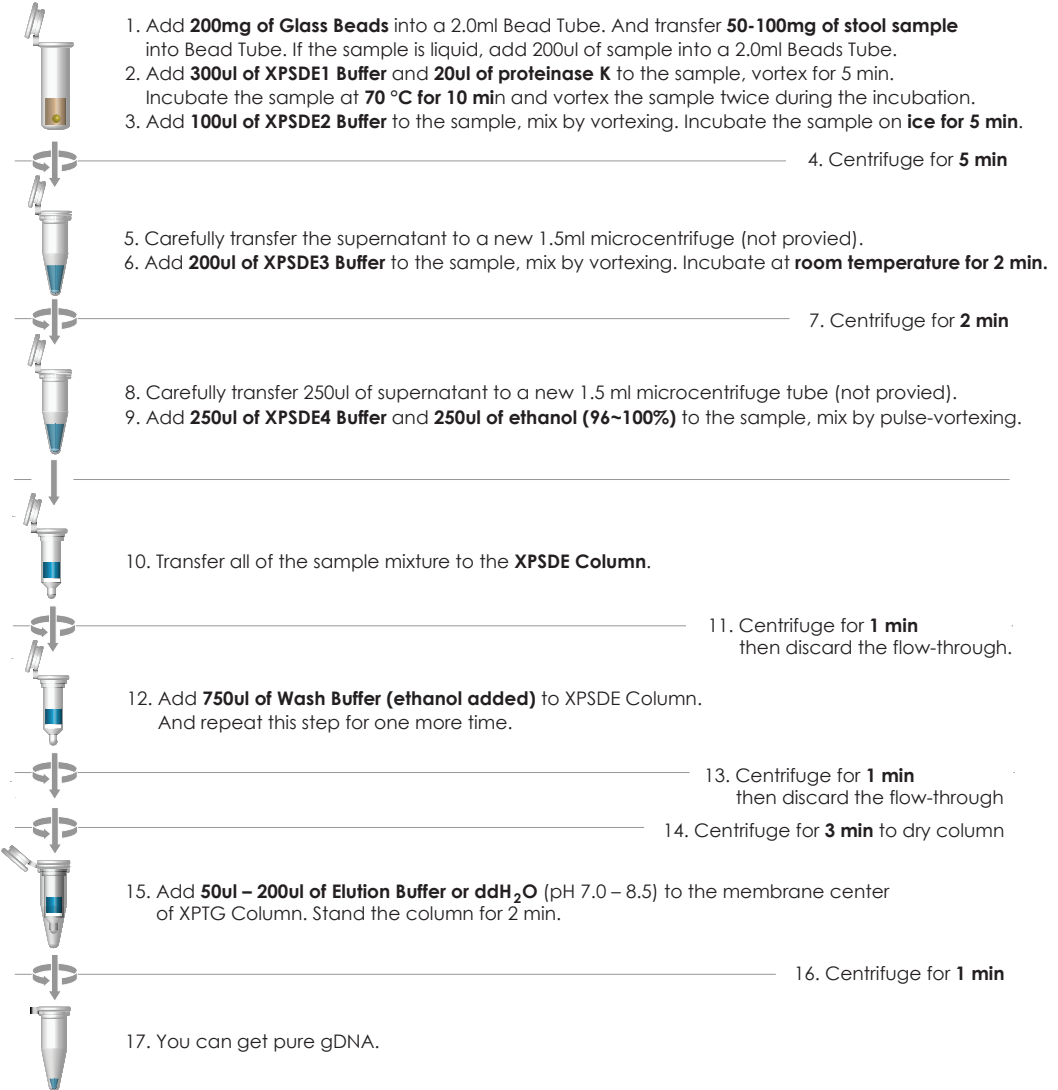 1. Add 200mg of Glass Beads into a 2.0ml Bead Tube. And transfer 50-100mg of stool sample
into Bead Tube. If the sample is liquid, add 200ul of sample into a 2.0ml Beads Tube.
2. Add 300ul of XPSDE1 Buffer and 20ul of proteinase K to the sample, vortex for 5 min.
Incubate the sample at 70 °C for 10 min and vortex the sample twice during the incubation.
3. Add 100ul of XPSDE2 Buffer to the sample, mix by vortexing. Incubate the sample on ice for 5 min.
4. Centrifuge for 5 min
5. Carefully transfer the supernatant to a new 1.5ml microcentrifuge (not provied).
6. Add 200ul of XPSDE3 Buffer to the sample, mix by vortexing. Incubate at room temperature for 2 min.
7. Centrifuge for 2 min
8. Carefully transfer 250ul of supernatant to a new 1.5 ml microcentrifuge tube (not provied).
9. Add 250ul of XPSDE4 Buffer and 250ul of ethanol (96~100%) to the sample, mix by pulse-vortexing.
10. Transfer all of the sample mixture to the XPSDE Column.
11. Centrifuge for 1 min
then discard the flow-through.
12. Add 750ul of Wash Buffer (ethanol added) to XPSDE Column.
And repeat this step for one more time.
13. Centrifuge for 1 min
then discard the flow-through
14. Centrifuge for 3 min to dry column
15. Add 50ul – 200ul of Elution Buffer or ddH₂O (pH 7.0 – 8.5) to the membrane center
of XPTG Column. Stand the column for 2 min.
16. Centrifuge for 1 min
17. You can get pure gDNA.